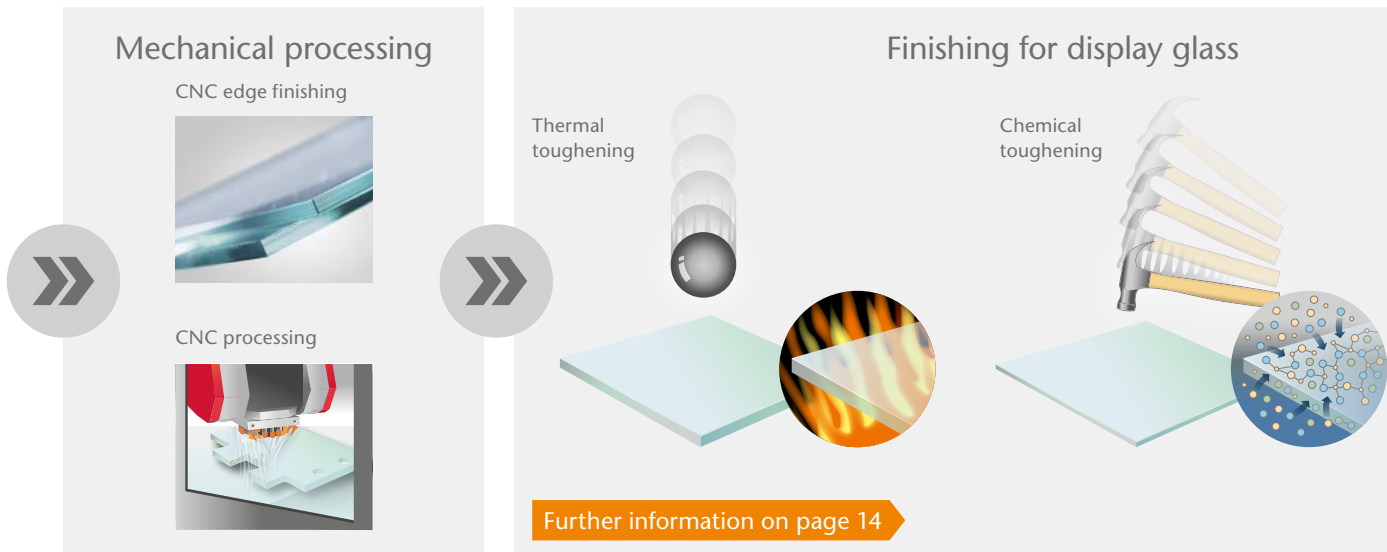 Mechanical processing
CNC edge finishing
CNC processing
Finishing for display glass
Thermal
toughening
Chemical
toughening
Further information on page 14